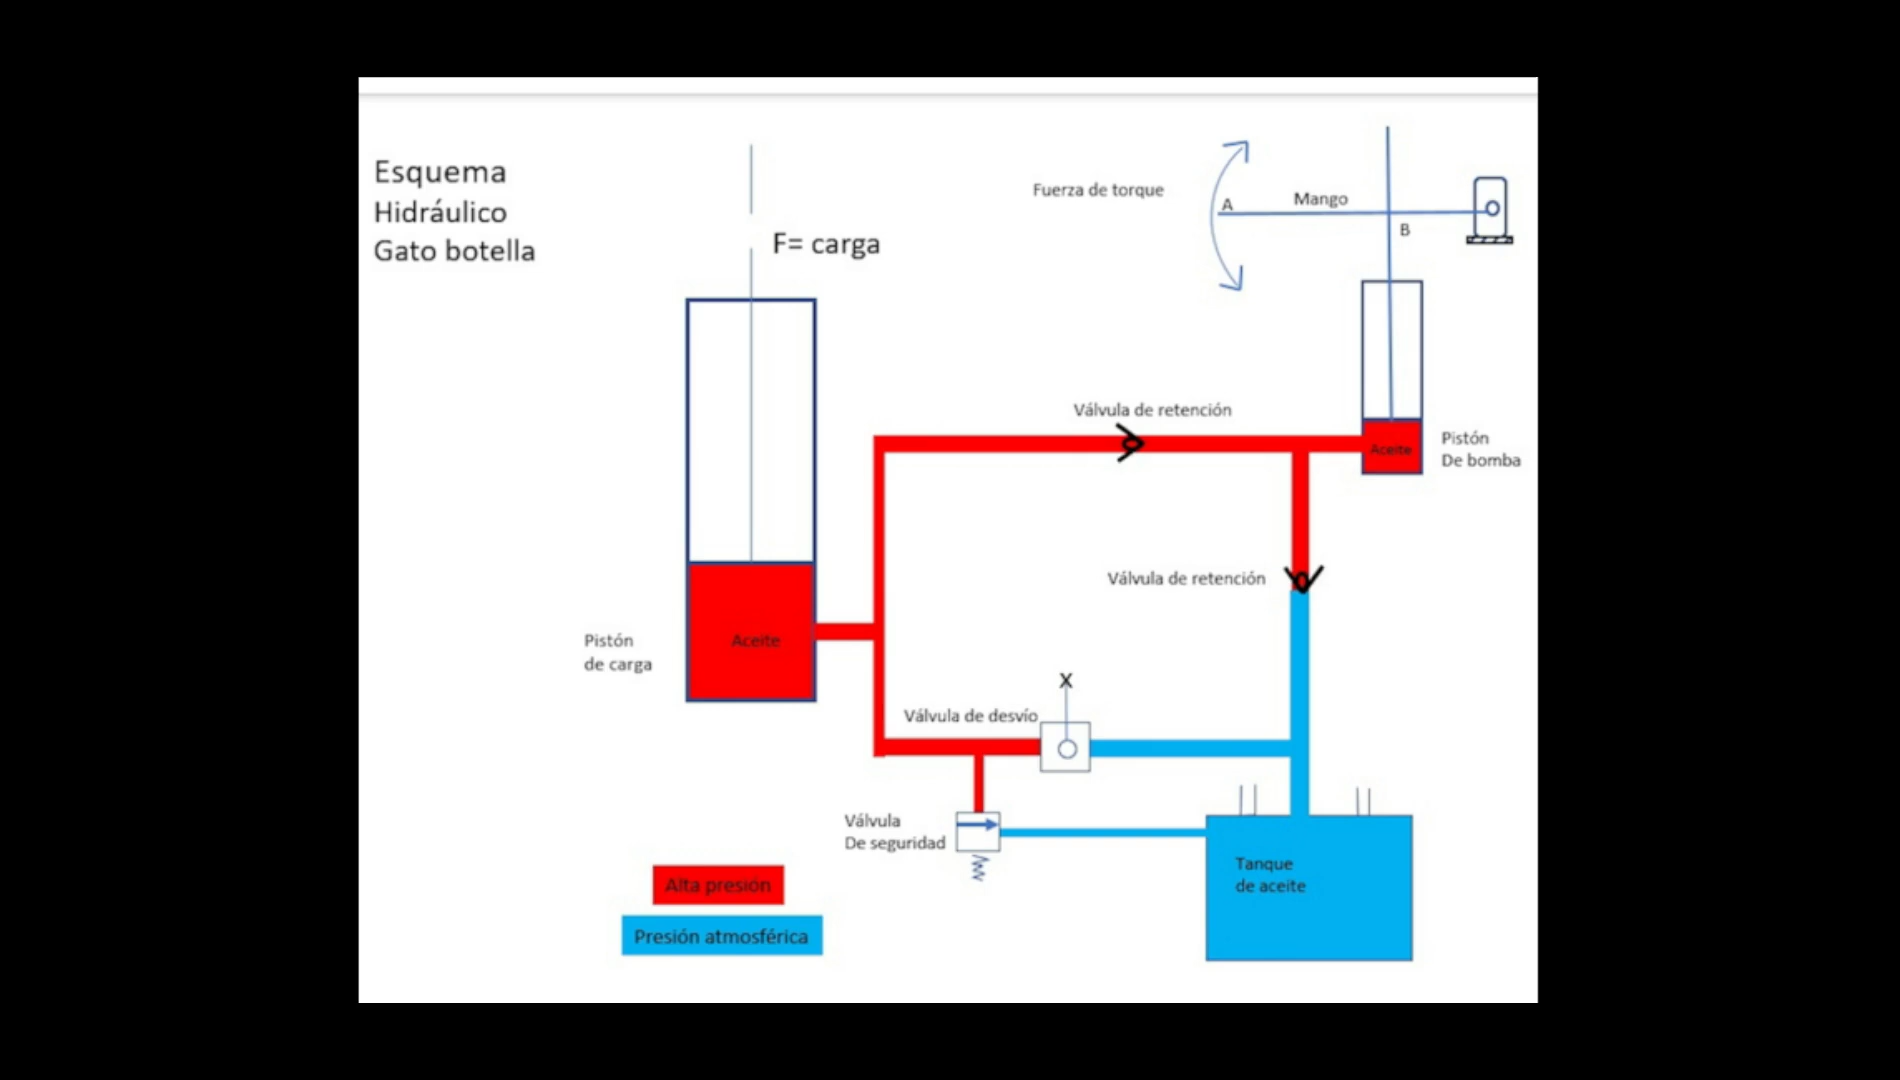 Esquema
Hidráulico
Gato botella
F= carga
Fuerza de torque
A
Mango
B
Válvula de retención
Aceite
Pistón
De bomba
Válvula de retención
Pistón
de carga
Aceite
X
Válvula de desvío
Válvula
De seguridad
Tanque
de aceite
Alta presión
Presión atmosférica